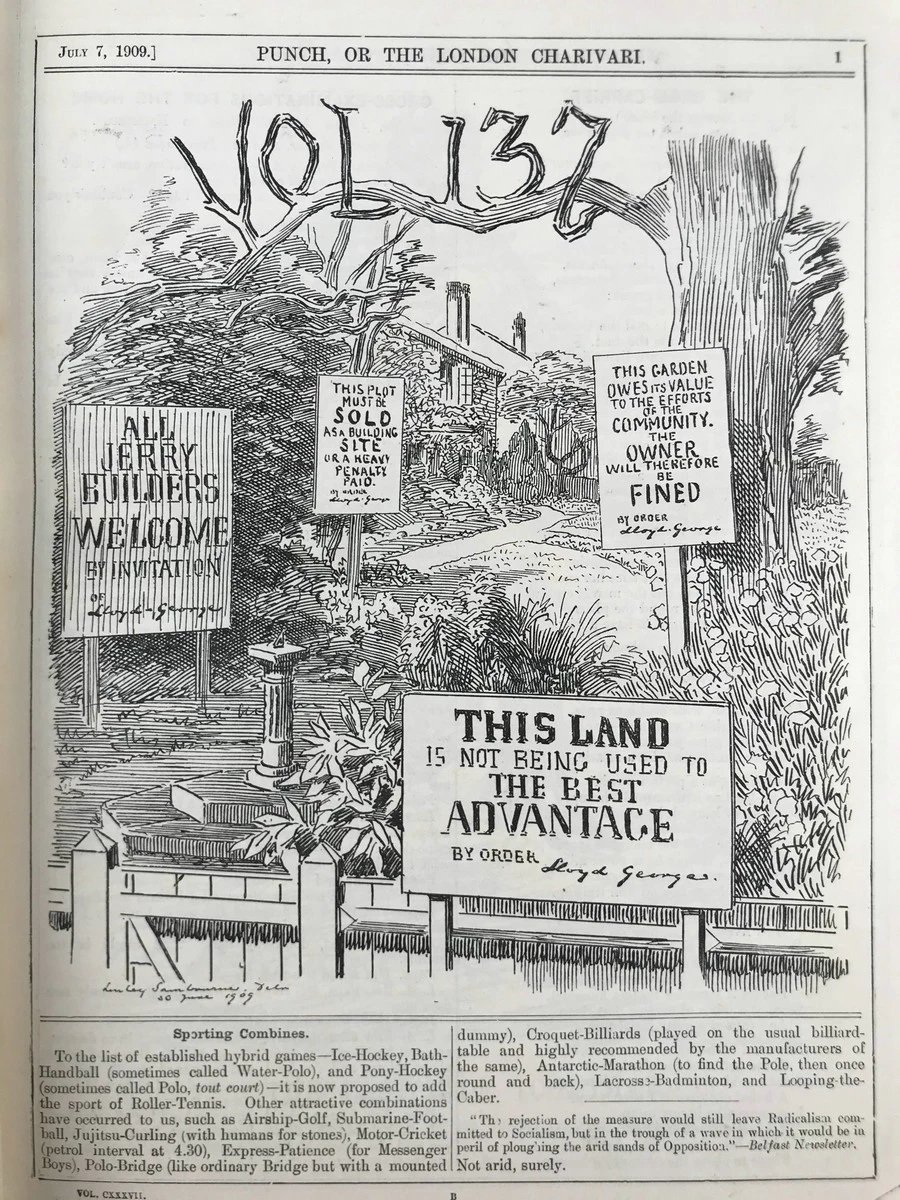 JULY 7, 1909.] PUNCH, OR THE LONDON CHARIVARI. 1
VOL 137
ALL
JERRY
BUILDERS
WELCOME
BY INVITATION
OF
Lloyd-George
THIS PLOT
MUST BE
SOLD
AS A BUILDING
SITE
OR A HEAVY
PENALTY
PAID.
BY ORDER
Lloyd-George
THIS GARDEN
OWES ITS VALUE
TO THE EFFORTS
OF THE
COMMUNITY.
THE
OWNER
WILL THEREFORE
BE
FINED
BY ORDER
Lloyd-George
THIS LAND
IS NOT BEING USED TO
THE BEST
ADVANTAGE
BY ORDER Lloyd George.
Linley Sambourne. Deln
30 June 1909
Sporting Combines.
To the list of established hybrid games—Ice-Hockey, Bath-
Handball (sometimes called Water-Polo), and Pony-Hockey
(sometimes called Polo, tout court)—it is now proposed to add
the sport of Roller-Tennis. Other attractive combinations
have occurred to us, such as Airship-Golf, Submarine-Foot-
ball, Jujitsu-Curling (with humans for stones), Motor-Cricket
(petrol interval at 4.30), Express-Patience (for Messenger
Boys), Polo-Bridge (like ordinary Bridge but with a mounted
dummy), Croquet-Billiards (played on the usual billiard-
table and highly recommended by the manufacturers of
the same), Antarctic-Marathon (to find the Pole, then once
round and back), Lacrosse-Badminton, and Looping-the-
Caber.
"The rejection of the measure would still leave Radicalism com-
mitted to Socialism, but in the trough of a wave in which it would be in
peril of ploughing the arid sands of Opposition."—Belfast Newsletter.
Not arid, surely.
VOL. CXXXVII. B